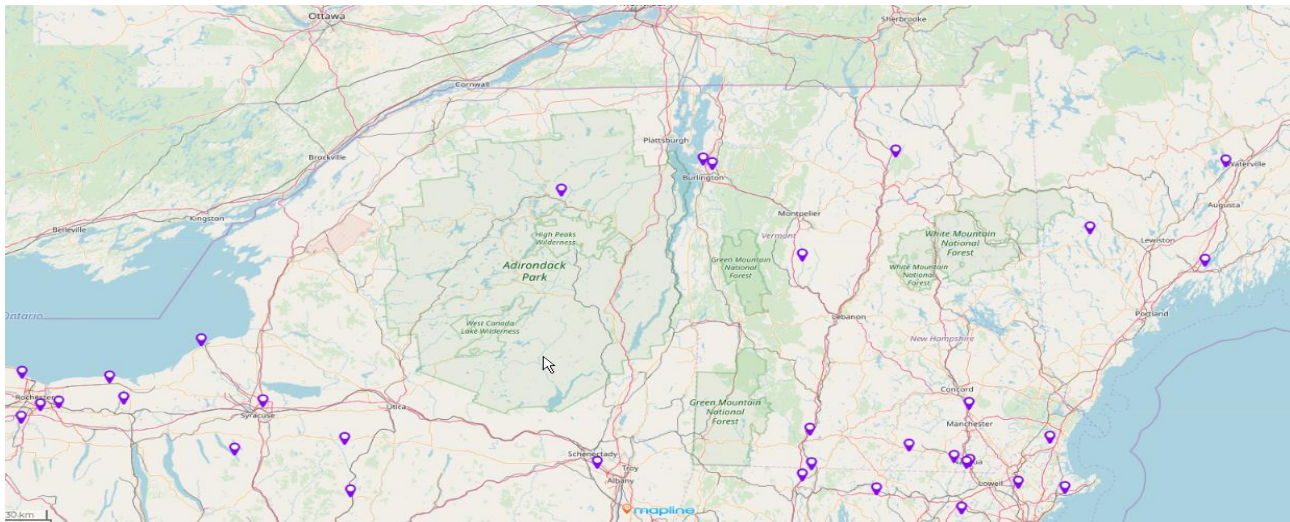 Ottawa
Sherbrooke
Cornwall
Plattsburgh
Brockville
Burlington
Waterville
Kingston
Belleville
Montpelier
Augusta
High Peaks
Wilderness
Vermont
White Mountain
National
Forest
Lewiston
Adirondack
Park
Green Mountain
National
Forest
White Mountain
National
Forest
Ontario
West Canada
Lake Wilderness
Lebanon
Portland
New Hampshire
Rochester
Syracuse
Utica
Concord
Green Mountain
National
Forest
Manchester
Schenectady
Troy
Albany
Lowell
30 km
mapline